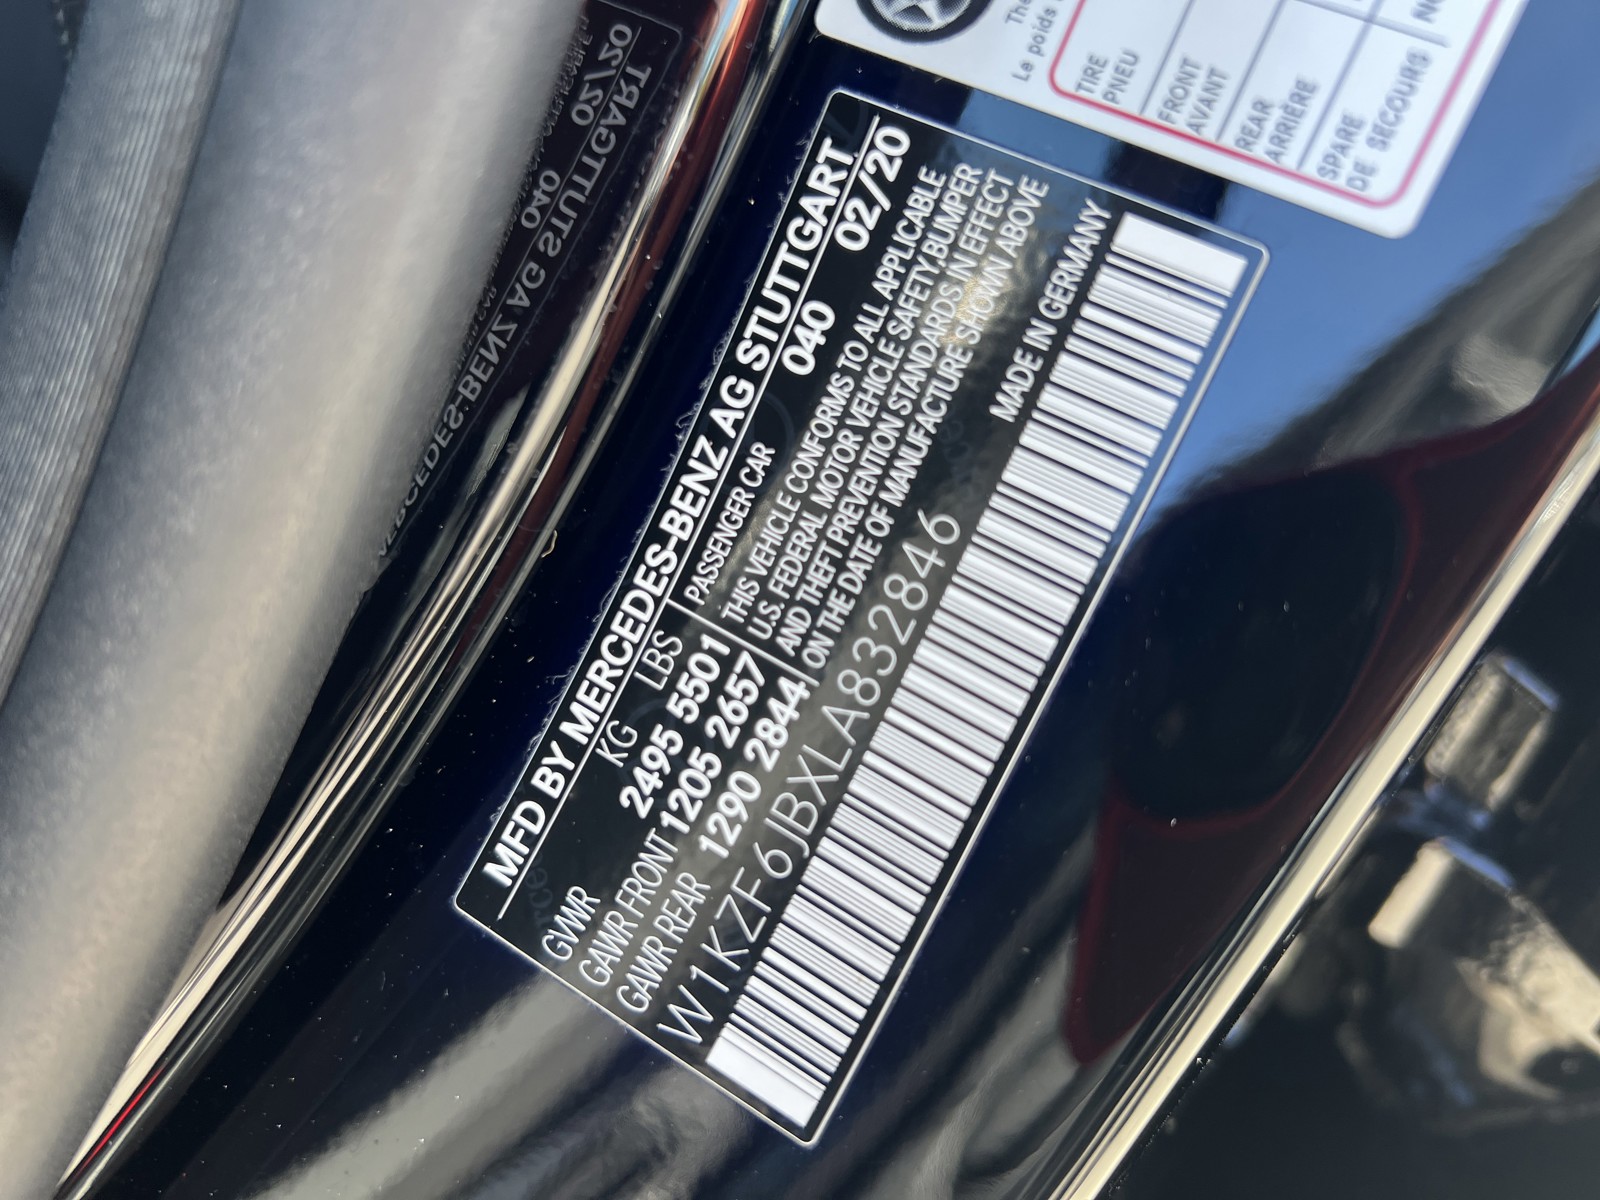 MFD BY MERCEDES-BENZ AG STUTTGART
KG LBS
PASSENGER CAR 040 02/20
GVWR 2495 5501
GAWR FRONT 1205 2657
GAWR REAR 1290 2844
THIS VEHICLE CONFORMS TO ALL APPLICABLE
U.S. FEDERAL MOTOR VEHICLE SAFETY,BUMPER
AND THEFT PREVENTION STANDARDS IN EFFECT
ON THE DATE OF MANUFACTURE SHOWN ABOVE
MADE IN GERMANY
W1KZF6JBXLA832846
Le poids
TIRE
PNEU
FRONT
AVANT
REAR
ARRIÈRE
SPARE
DE SECOURS
MERCEDES-BENZ AG STUTTGART
040 02/20